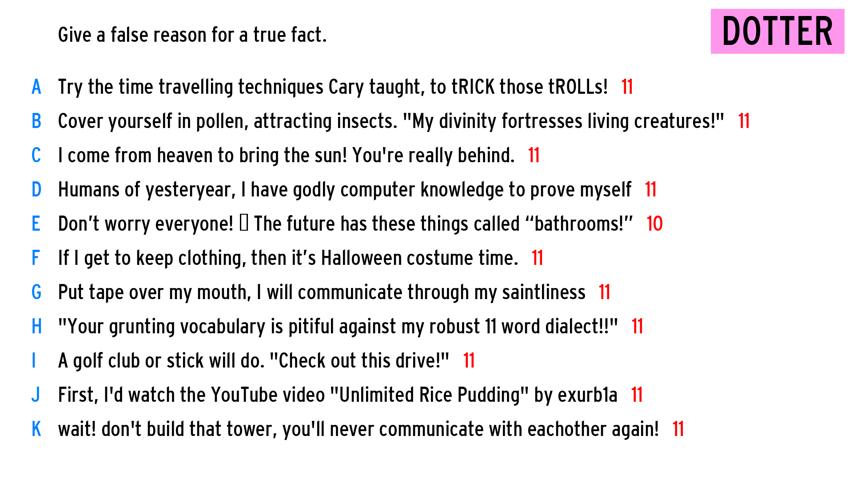 Give a false reason for a true fact.
DOTTER
A Try the time travelling techniques Cary taught, to tRICK those tROLLs! 11
B Cover yourself in pollen, attracting insects. "My divinity fortresses living creatures!" 11
C I come from heaven to bring the sun! You're really behind. 11
D Humans of yesteryear, I have godly computer knowledge to prove myself 11
E Don’t worry everyone! ▯ The future has these things called “bathrooms!” 10
F If I get to keep clothing, then it’s Halloween costume time. 11
G Put tape over my mouth, I will communicate through my saintliness 11
H "Your grunting vocabulary is pitiful against my robust 11 word dialect!!" 11
I A golf club or stick will do. "Check out this drive!" 11
J First, I'd watch the YouTube video "Unlimited Rice Pudding" by exurb1a 11
K wait! don't build that tower, you'll never communicate with eachother again! 11